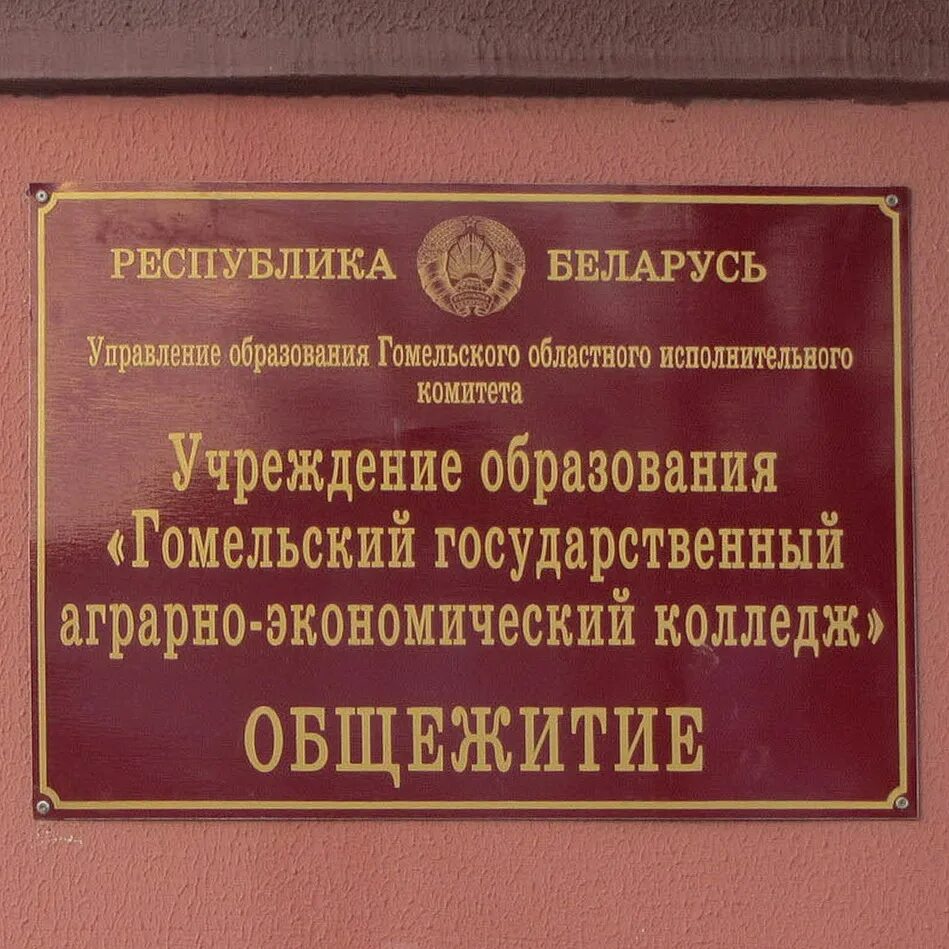 РЕСПУБЛИКА БЕЛАРУСЬ
Управление образования Гомельского областного исполнительного
комитета
Учреждение образования
«Гомельский государственный
аграрно-экономический колледж»
ОБЩЕЖИТИЕ